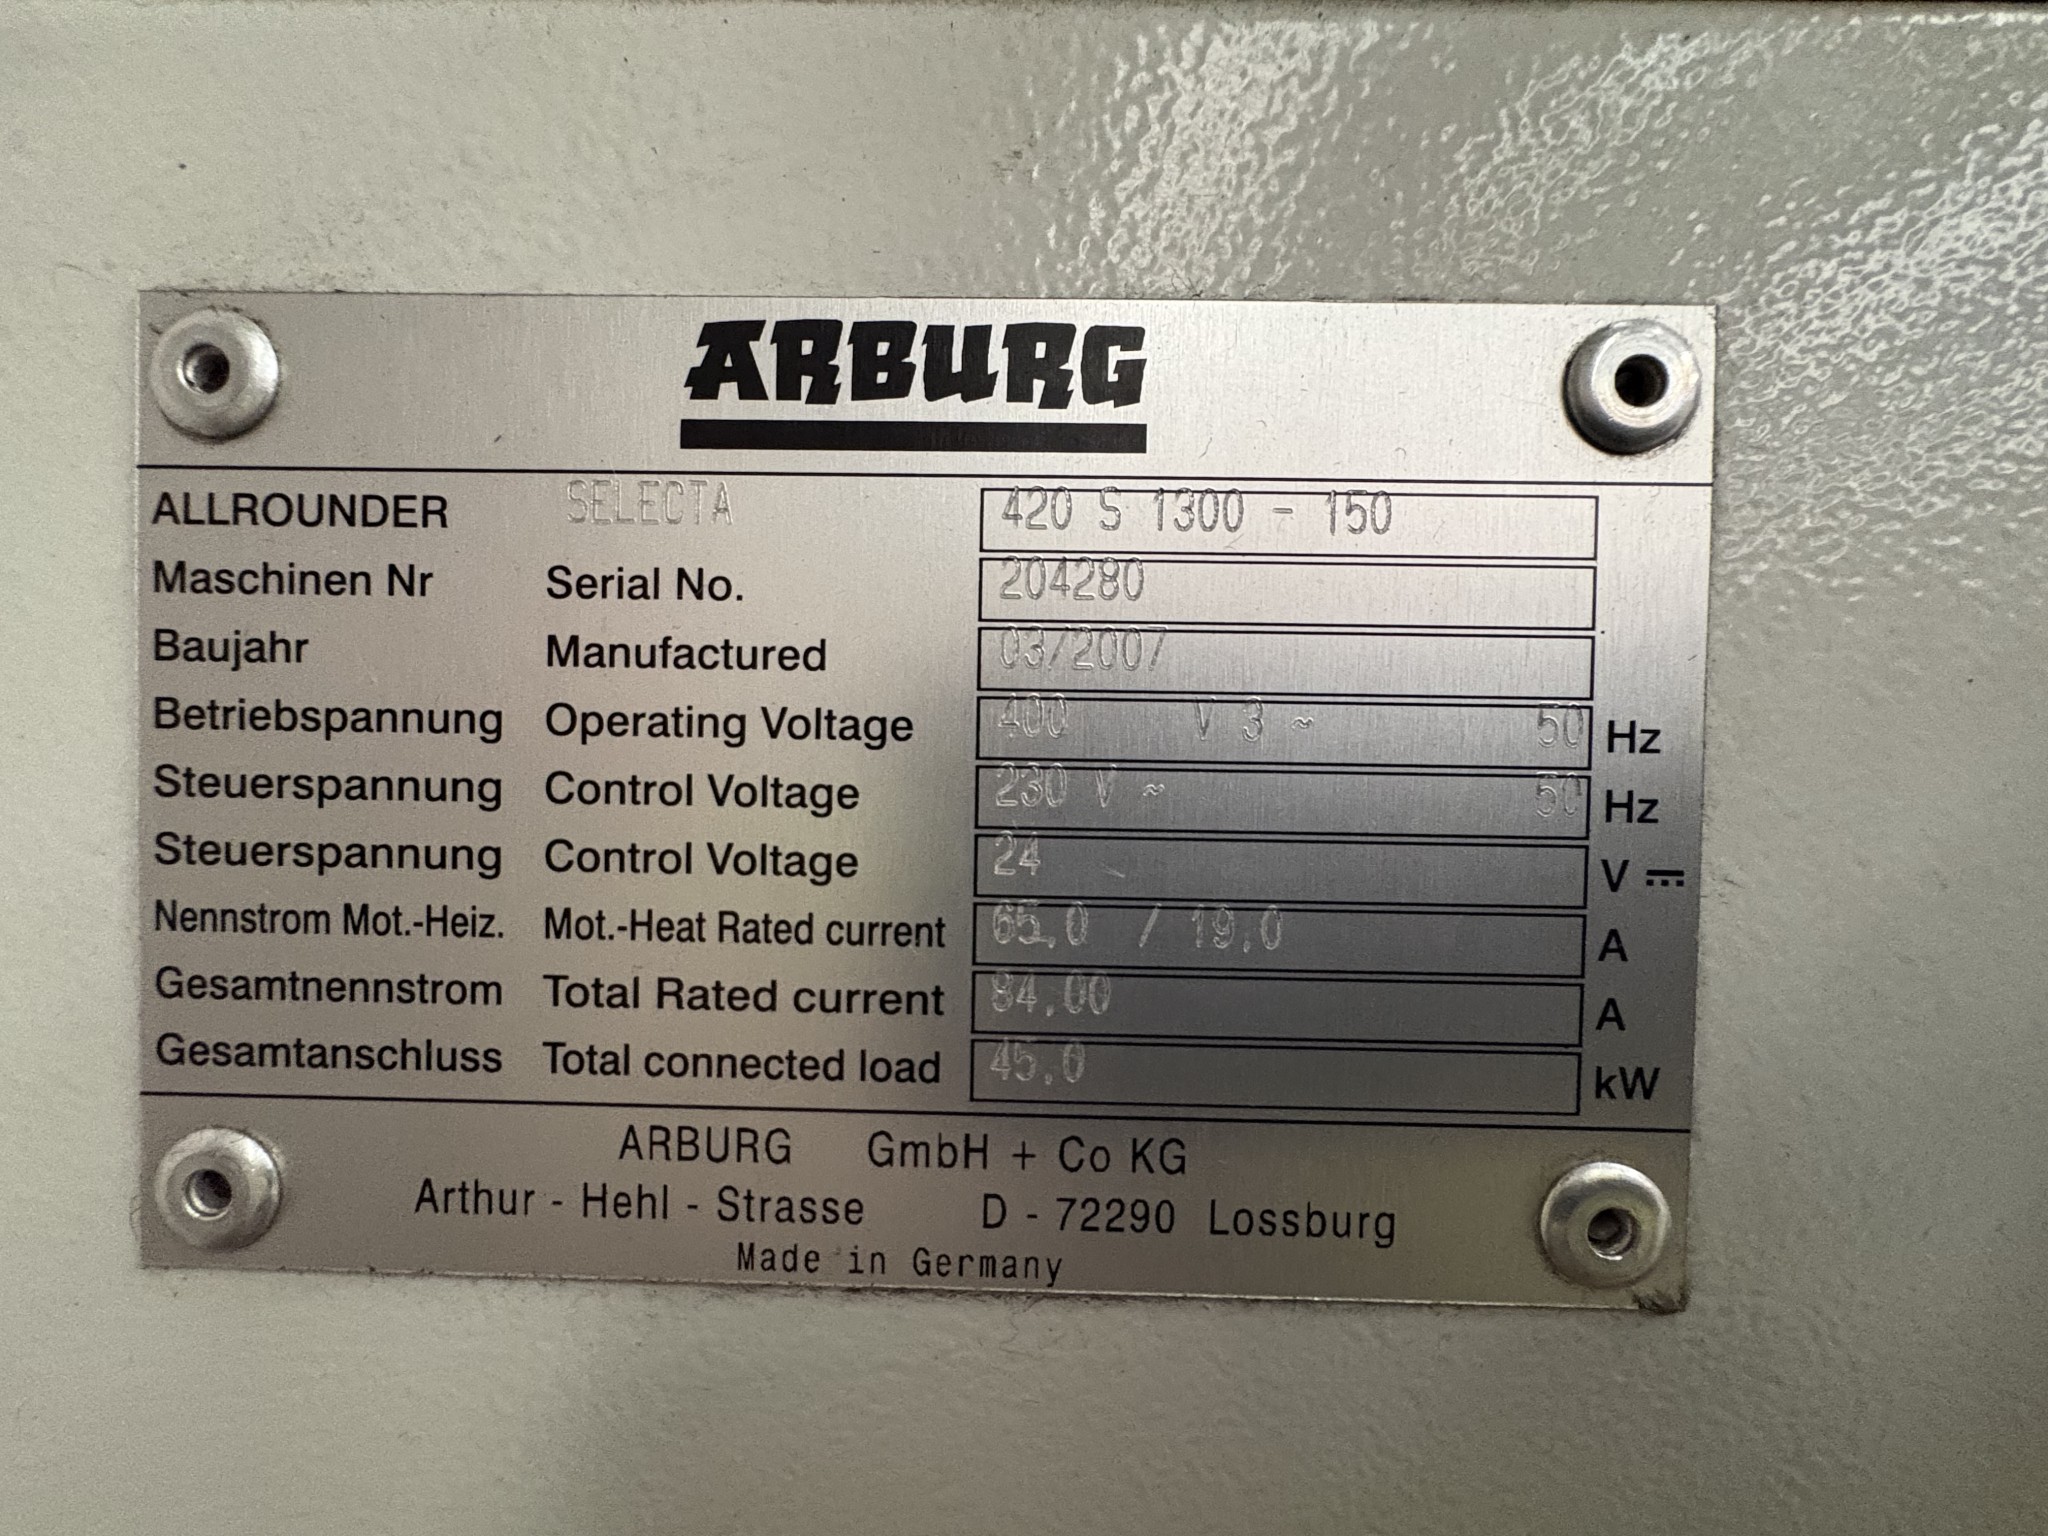 ARBURG
ALLROUNDER SELECTA 420 S 1300 - 150
Maschinen Nr Serial No. 204280
Baujahr Manufactured 03/2007
Betriebspannung Operating Voltage 400 V 3 ~ 50 Hz
Steuerspannung Control Voltage 230 V ~ 50 Hz
Steuerspannung Control Voltage 24 V ⎓
Nennstrom Mot.-Heiz. Mot.-Heat Rated current 65,0 / 19,0 A
Gesamtnennstrom Total Rated current 84,00 A
Gesamtanschluss Total connected load 45,0 kW
ARBURG GmbH + Co KG
Arthur - Hehl - Strasse D - 72290 Lossburg
Made in Germany